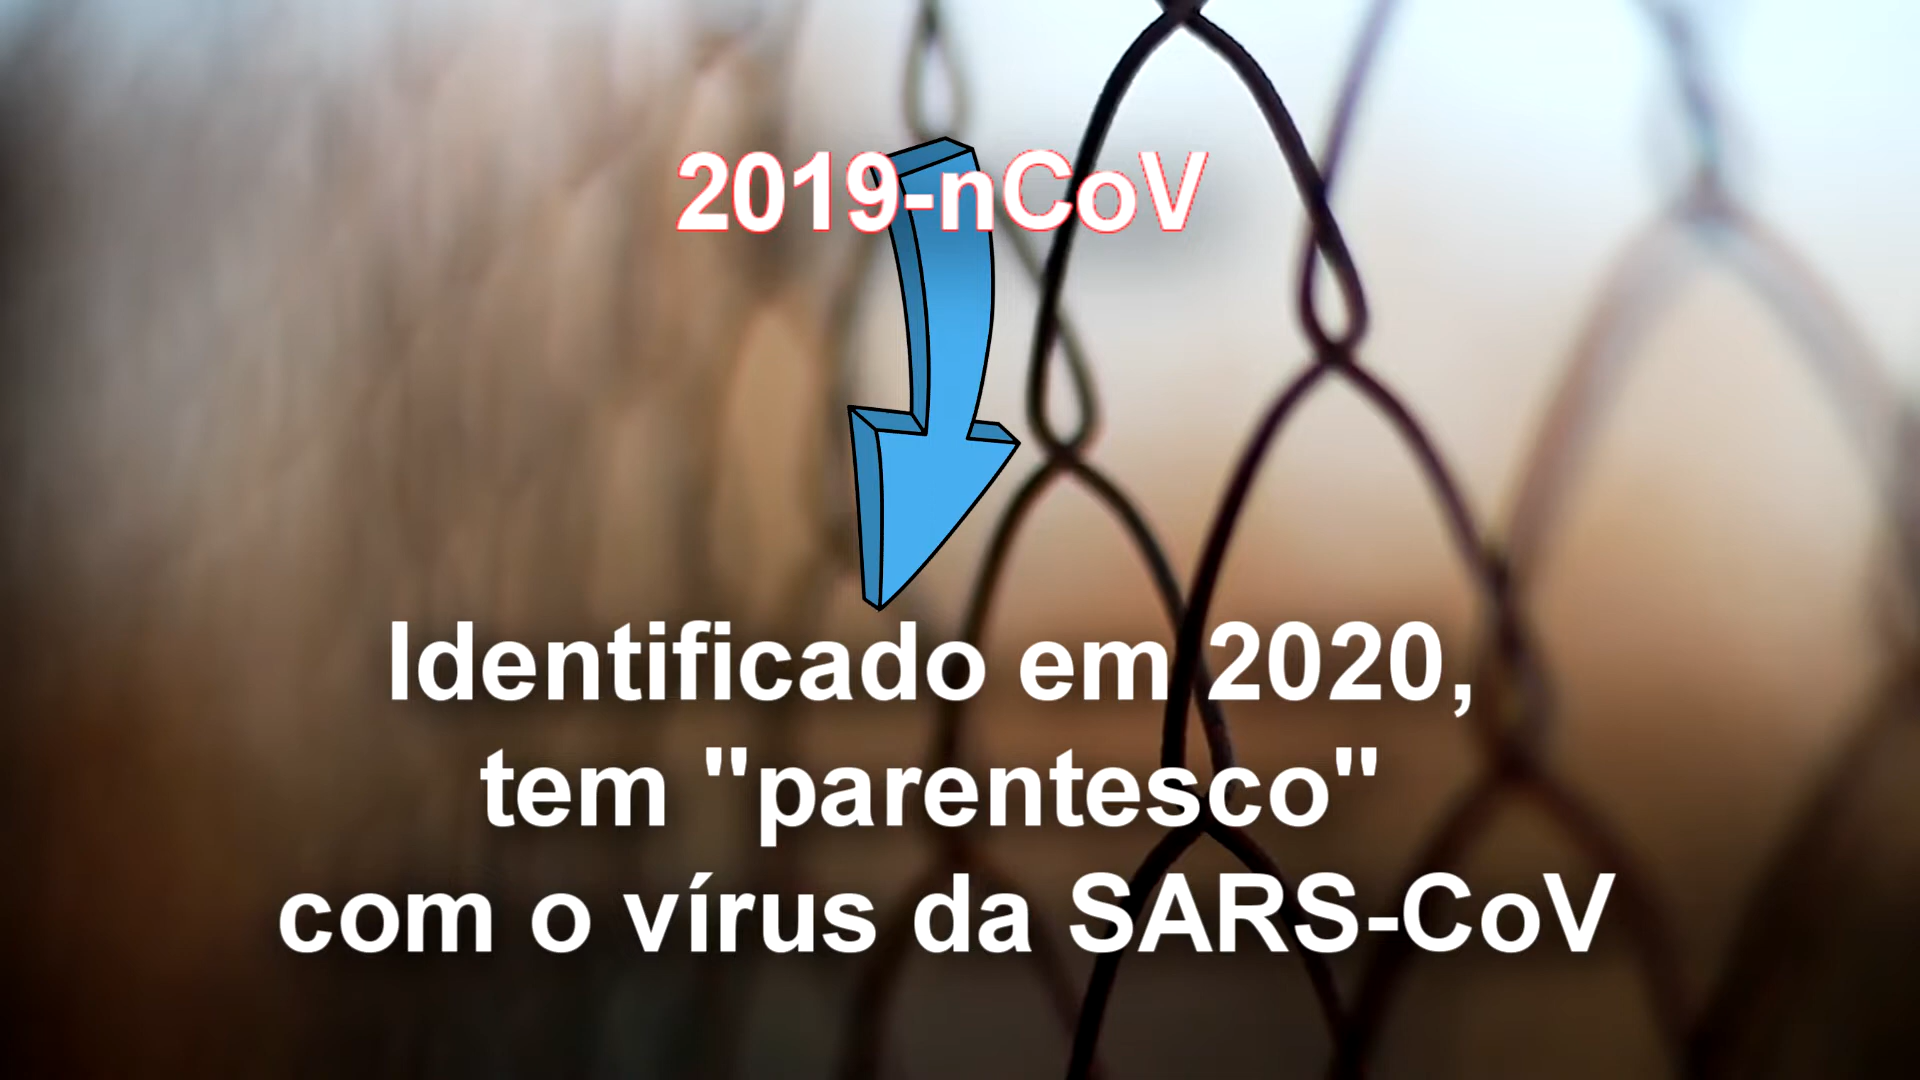 2019-nCoV
Identificado em 2020,
tem "parentesco"
com o vírus da SARS-CoV